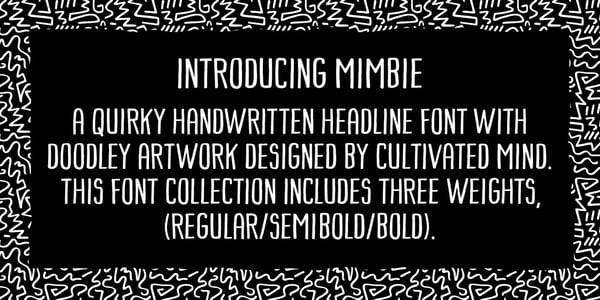 INTRODUCING MIMBIE
A QUIRKY HANDWRITTEN HEADLINE FONT WITH
DOODLEY ARTWORK DESIGNED BY CULTIVATED MIND.
THIS FONT COLLECTION INCLUDES THREE WEIGHTS,
(REGULAR/SEMIBOLD/BOLD).